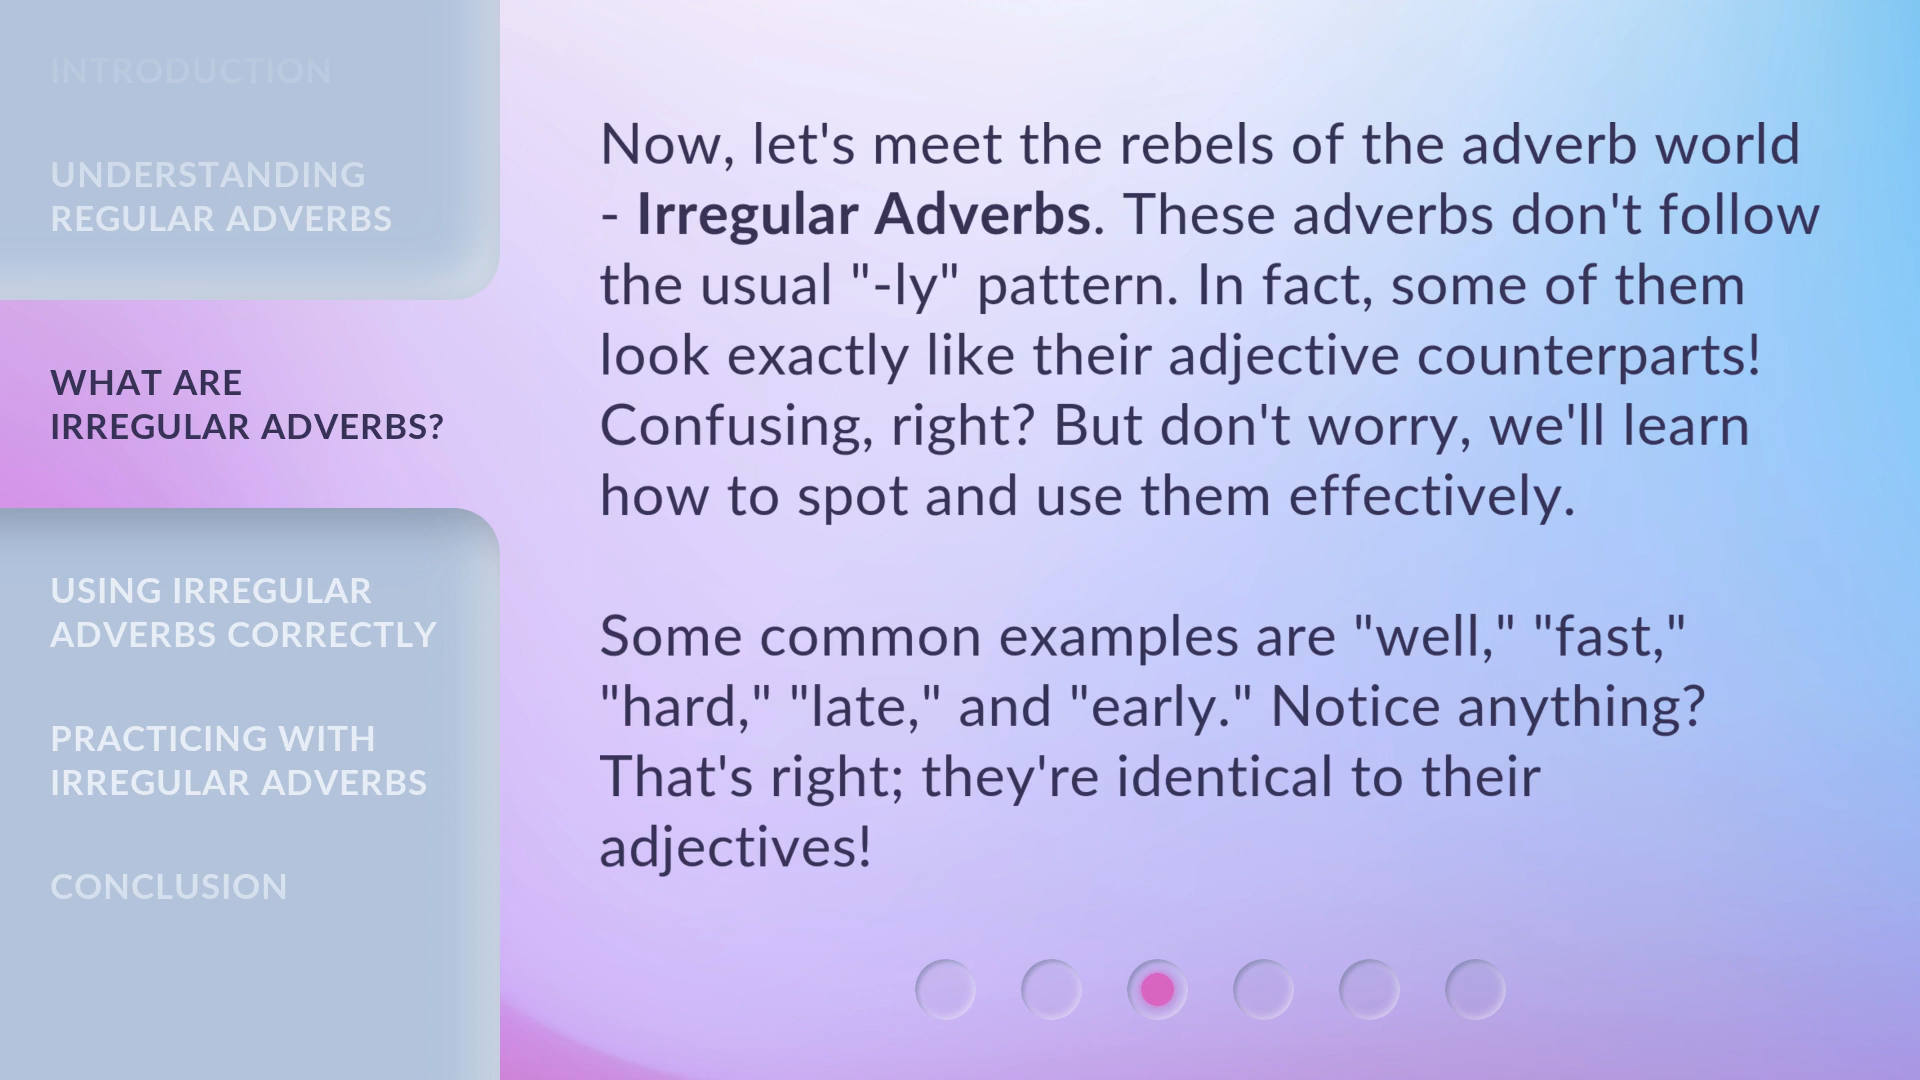 INTRODUCTION
UNDERSTANDING
REGULAR ADVERBS
WHAT ARE
IRREGULAR ADVERBS?
USING IRREGULAR
ADVERBS CORRECTLY
PRACTICING WITH
IRREGULAR ADVERBS
CONCLUSION
Now, let's meet the rebels of the adverb world
- Irregular Adverbs. These adverbs don't follow
the usual "-ly" pattern. In fact, some of them
look exactly like their adjective counterparts!
Confusing, right? But don't worry, we'll learn
how to spot and use them effectively.
Some common examples are "well," "fast,"
"hard," "late," and "early." Notice anything?
That's right; they're identical to their
adjectives!